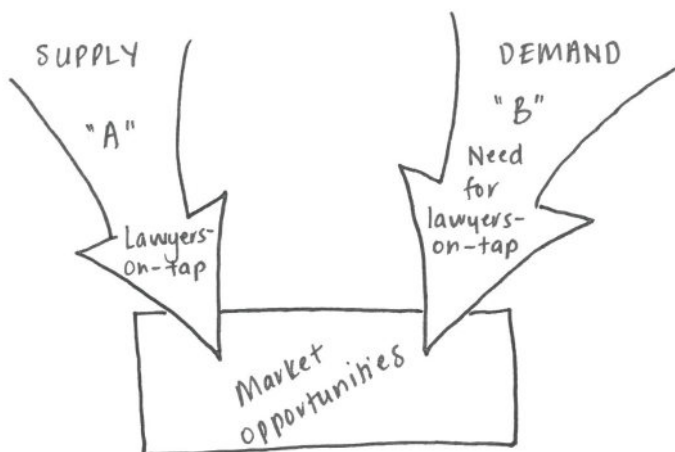 SUPPLY
"A"
Lawyers-
on-tap
DEMAND
"B"
Need
for
lawyers-
on-tap
Market
opportunities